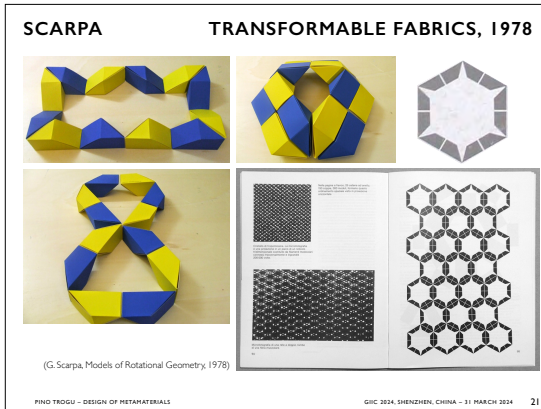 SCARPA
TRANSFORMABLE FABRICS, 1978
(G. Scarpa, Models of Rotational Geometry, 1978)
PINO TROGU – DESIGN OF METAMATERIALS
GIIC 2024, SHENZHEN, CHINA – 31 MARCH 2024
21